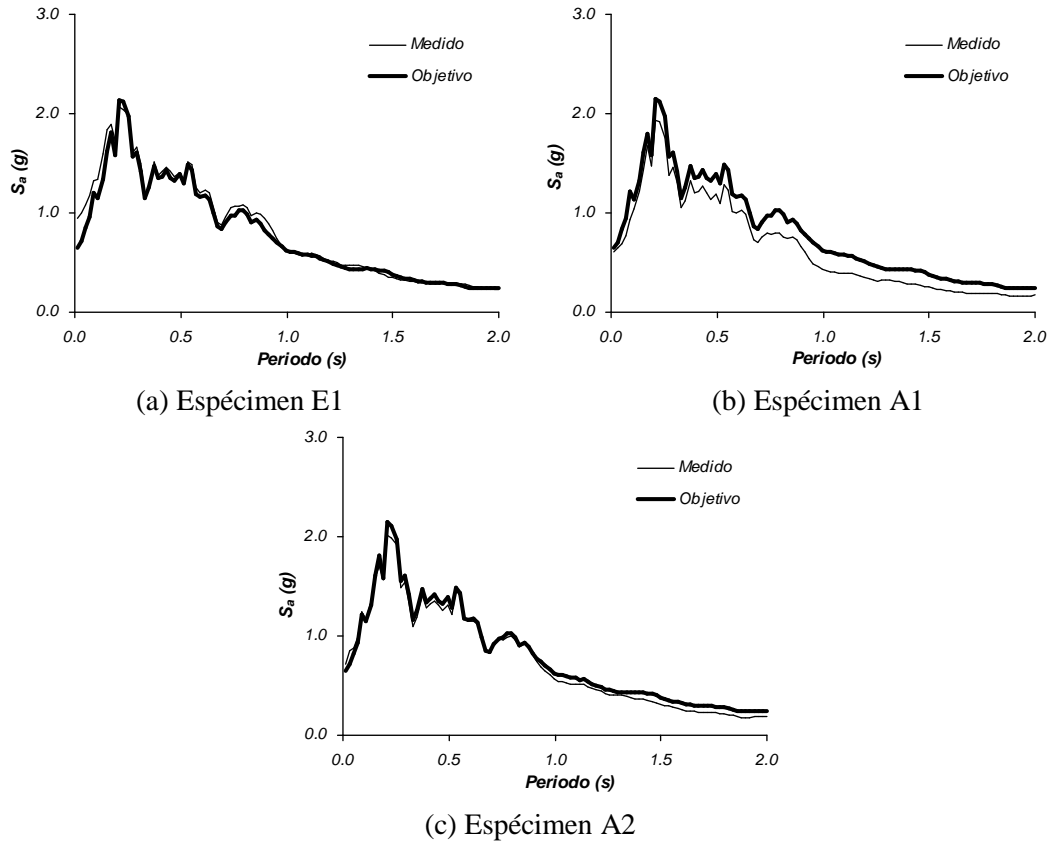 3.0
Medido
Objetivo
2.0
Sa (g)
1.0
0.0
0.0 0.5 1.0 1.5 2.0
Periodo (s)
(a) Espécimen E1
3.0
Medido
Objetivo
2.0
Sa (g)
1.0
0.0
0.0 0.5 1.0 1.5 2.0
Periodo (s)
(b) Espécimen A1
3.0
Medido
Objetivo
2.0
Sa (g)
1.0
0.0
0.0 0.5 1.0 1.5 2.0
Periodo (s)
(c) Espécimen A2